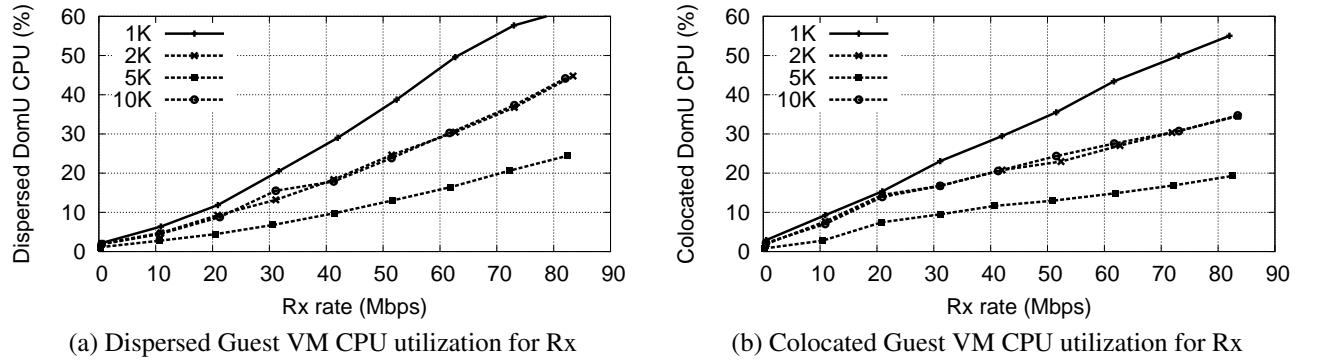 Dispersed DomU CPU (%)
60
50
40
30
20
10
0
1K
2K
5K
10K
0 10 20 30 40 50 60 70 80 90
Rx rate (Mbps)
(a) Dispersed Guest VM CPU utilization for Rx
Colocated DomU CPU (%)
60
50
40
30
20
10
0
1K
2K
5K
10K
0 10 20 30 40 50 60 70 80 90
Rx rate (Mbps)
(b) Colocated Guest VM CPU utilization for Rx